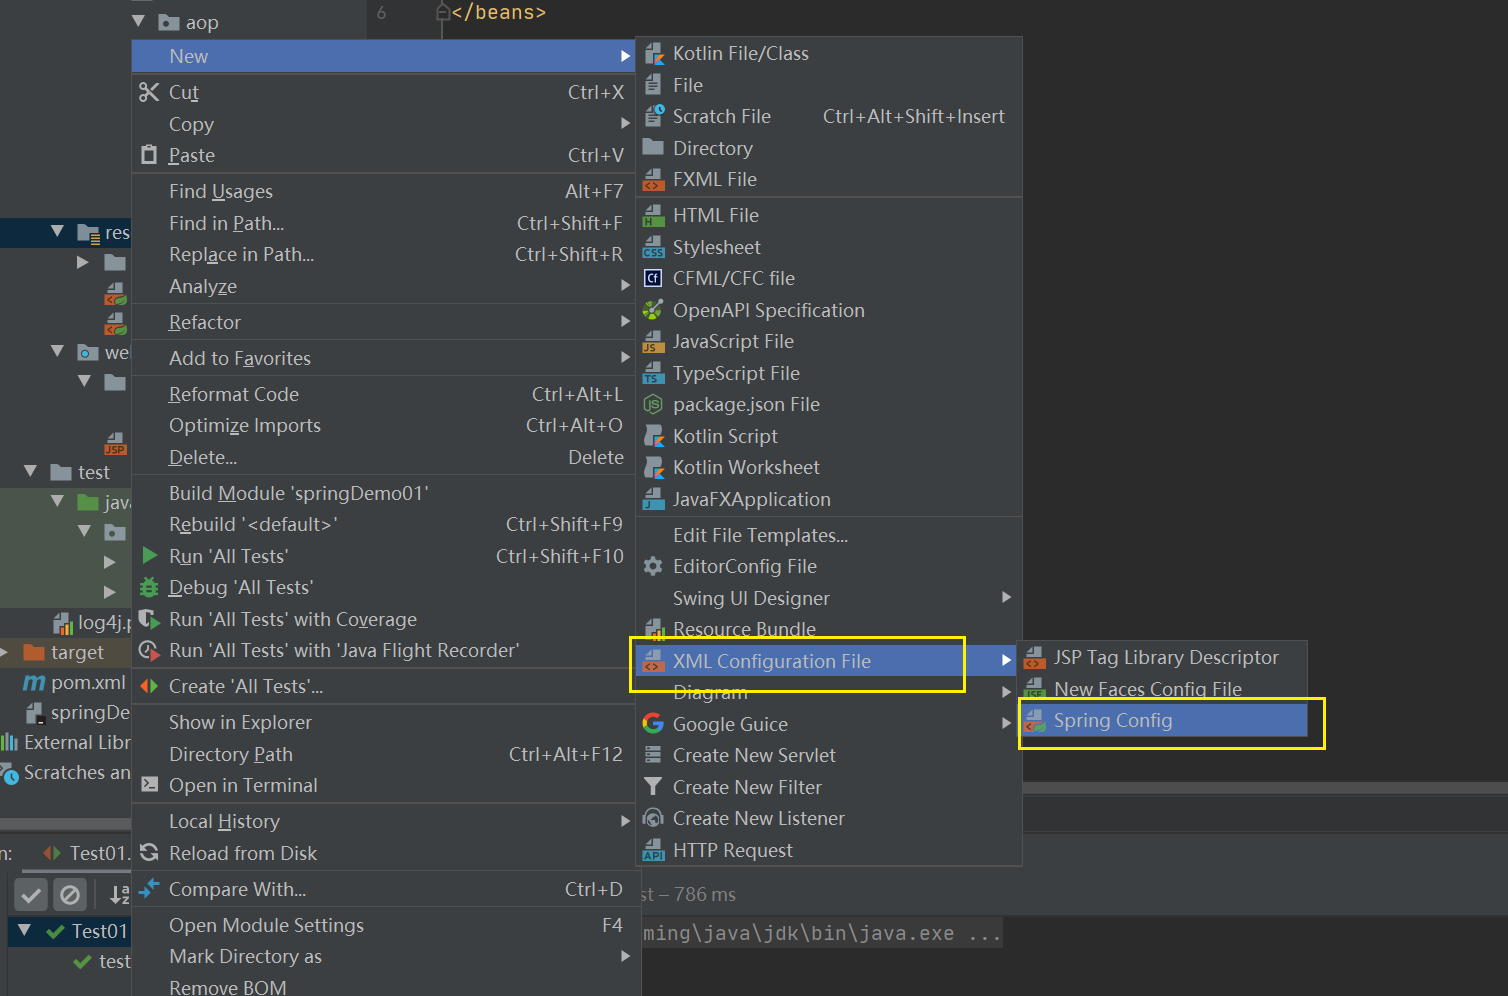 aop
6
</beans>
New
Cut Ctrl+X
Copy
Paste Ctrl+V
Find Usages Alt+F7
Find in Path... Ctrl+Shift+F
Replace in Path... Ctrl+Shift+R
Analyze
Refactor
Add to Favorites
Reformat Code Ctrl+Alt+L
Optimize Imports Ctrl+Alt+O
Delete... Delete
Build Module 'springDemo01'
Rebuild '<default>' Ctrl+Shift+F9
Run 'All Tests' Ctrl+Shift+F10
Debug 'All Tests'
Run 'All Tests' with Coverage
Run 'All Tests' with 'Java Flight Recorder'
Create 'All Tests'...
Show in Explorer
Directory Path Ctrl+Alt+F12
Open in Terminal
Local History
Reload from Disk
Compare With... Ctrl+D
Open Module Settings F4
Mark Directory as
Remove BOM
Kotlin File/Class
File
Scratch File Ctrl+Alt+Shift+Insert
Directory
FXML File
HTML File
Stylesheet
CFML/CFC file
OpenAPI Specification
JavaScript File
TypeScript File
package.json File
Kotlin Script
Kotlin Worksheet
JavaFXApplication
Edit File Templates...
EditorConfig File
Swing UI Designer
Resource Bundle
XML Configuration File
Diagram
Google Guice
Create New Servlet
Create New Filter
Create New Listener
HTTP Request
JSP Tag Library Descriptor
New Faces Config File
Spring Config
res
we
JSP
test
java
log4j.p
target
pom.xml
springDe
External Libr
Scratches an
n:
Test01.
Test01
test
st – 786 ms
ming\java\jdk\bin\java.exe ...